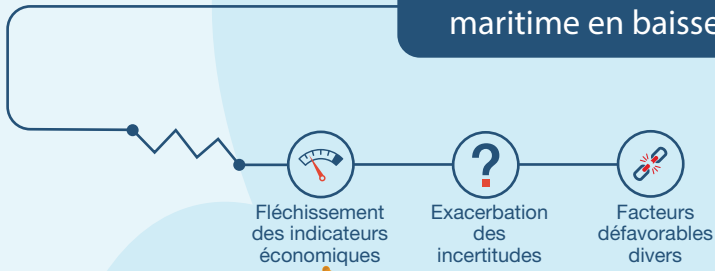 maritime en baisse
Fléchissement
des indicateurs
économiques
Exacerbation
des
incertitudes
Facteurs
défavorables
divers